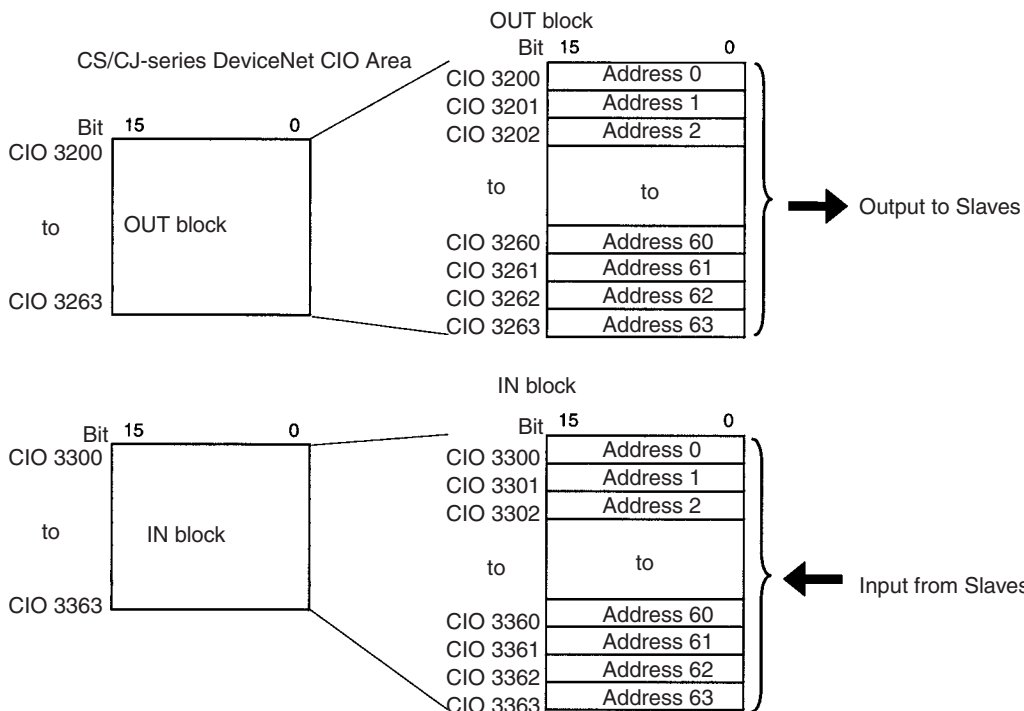 OUT block
CS/CJ-series DeviceNet CIO Area
Bit 15 0
CIO 3200 Address 0
CIO 3201 Address 1
CIO 3202 Address 2
to to
CIO 3260 Address 60
CIO 3261 Address 61
CIO 3262 Address 62
CIO 3263 Address 63
Output to Slaves
Bit 15 0
CIO 3200
to
CIO 3263
OUT block
IN block
Bit 15 0
CIO 3300
to
CIO 3363
IN block
Bit 15 0
CIO 3300 Address 0
CIO 3301 Address 1
CIO 3302 Address 2
to to
CIO 3360 Address 60
CIO 3361 Address 61
CIO 3362 Address 62
CIO 3363 Address 63
Input from Slaves